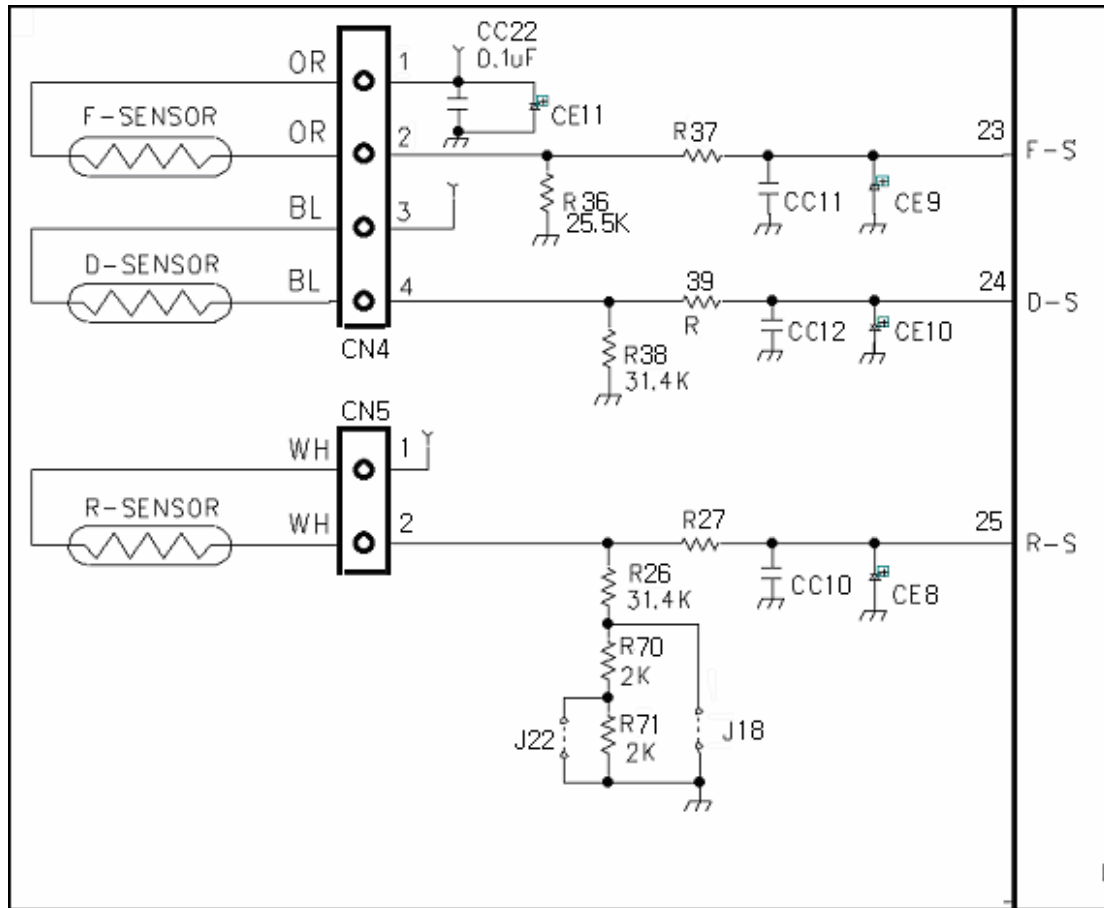 CC22
0.1uF
OR
1
F-SENSOR
CE11
OR
2
R37
23
F-S
R36
25.5K
CC11
CE9
BL
3
D-SENSOR
BL
4
39
R
24
D-S
R38
31.4K
CC12
CE10
CN4
CN5
WH
1
R-SENSOR
WH
2
R27
25
R-S
R26
31.4K
CC10
CE8
R70
2K
R71
2K
J22
J18